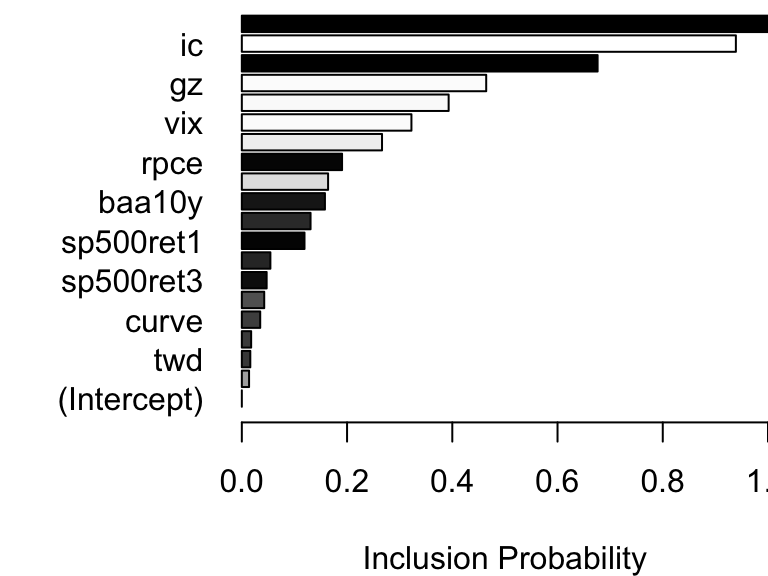 ic
gz
vix
rpce
baa10y
sp500ret1
sp500ret3
curve
twd
(Intercept)
0.0 0.2 0.4 0.6 0.8 1.
Inclusion Probability